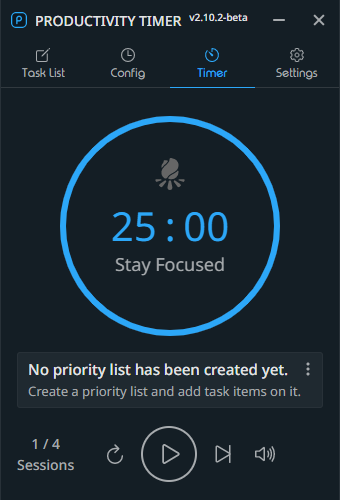 PRODUCTIVITY TIMER v2.10.2-beta
Task List Config Timer Settings
25 : 00
Stay Focused
No priority list has been created yet.
Create a priority list and add task items on it.
1 / 4
Sessions